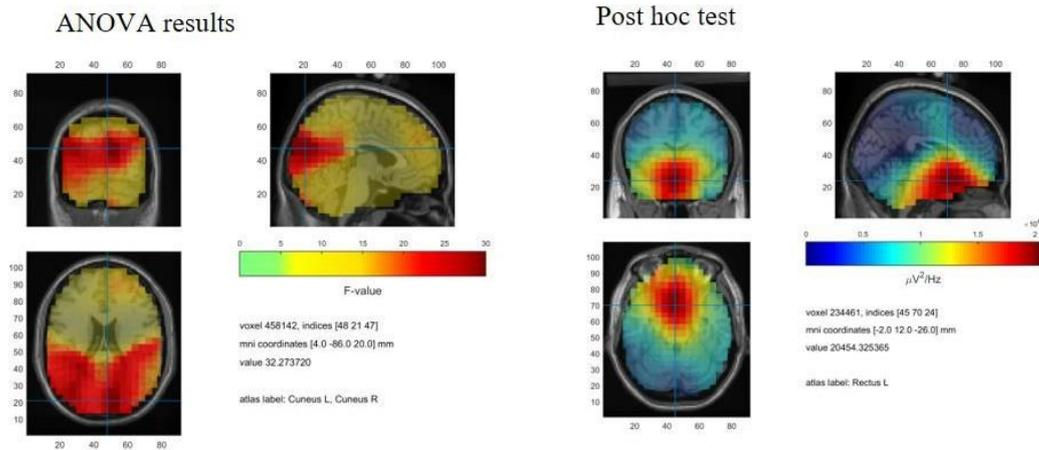 ANOVA results
20 40 60 80
20 40 60 80 100
80
60
40
20
80
60
40
20
100
90
80
70
60
50
40
30
20
10
20 40 60 80
0 5 10 15 20 25 30
F-value
voxel 458142, indices [48 21 47]
mni coordinates [4.0 -86.0 20.0] mm
value 32.273720
atlas label: Cuneus L, Cuneus R
Post hoc test
20 40 60 80
20 40 60 80 100
80
60
40
20
80
60
40
20
100
90
80
70
60
50
40
30
20
10
20 40 60 80
0.5 1 1.5
μV²/Hz
voxel 234461, indices [45 70 24]
mni coordinates [-2.0 12.0 -26.0] mm
value 20454.325365
atlas label: Rectus L